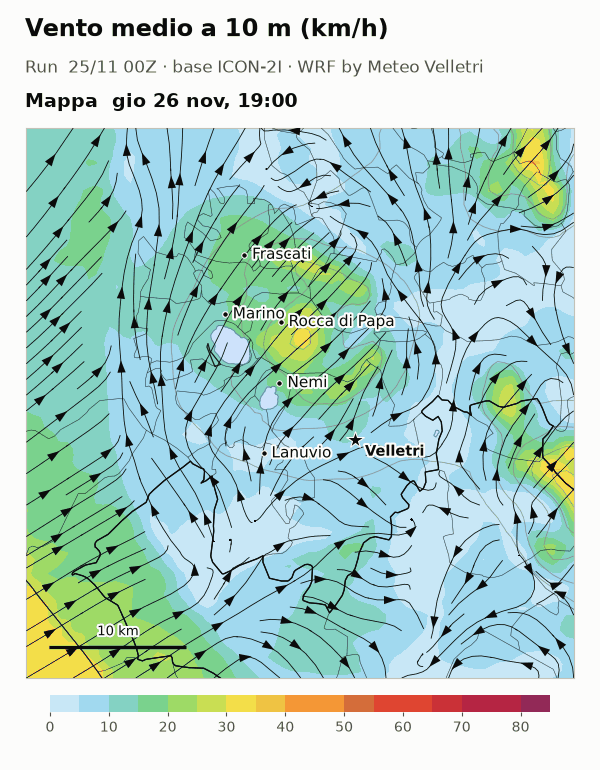 Vento medio a 10 m (km/h)
Run  25/11 00Z · base ICON-2I · WRF by Meteo Velletri
Mappa  gio 26 nov, 19:00
Frascati
Marino
Rocca di Papa
Nemi
Velletri
Lanuvio
10 km
0 10 20 30 40 50 60 70 80